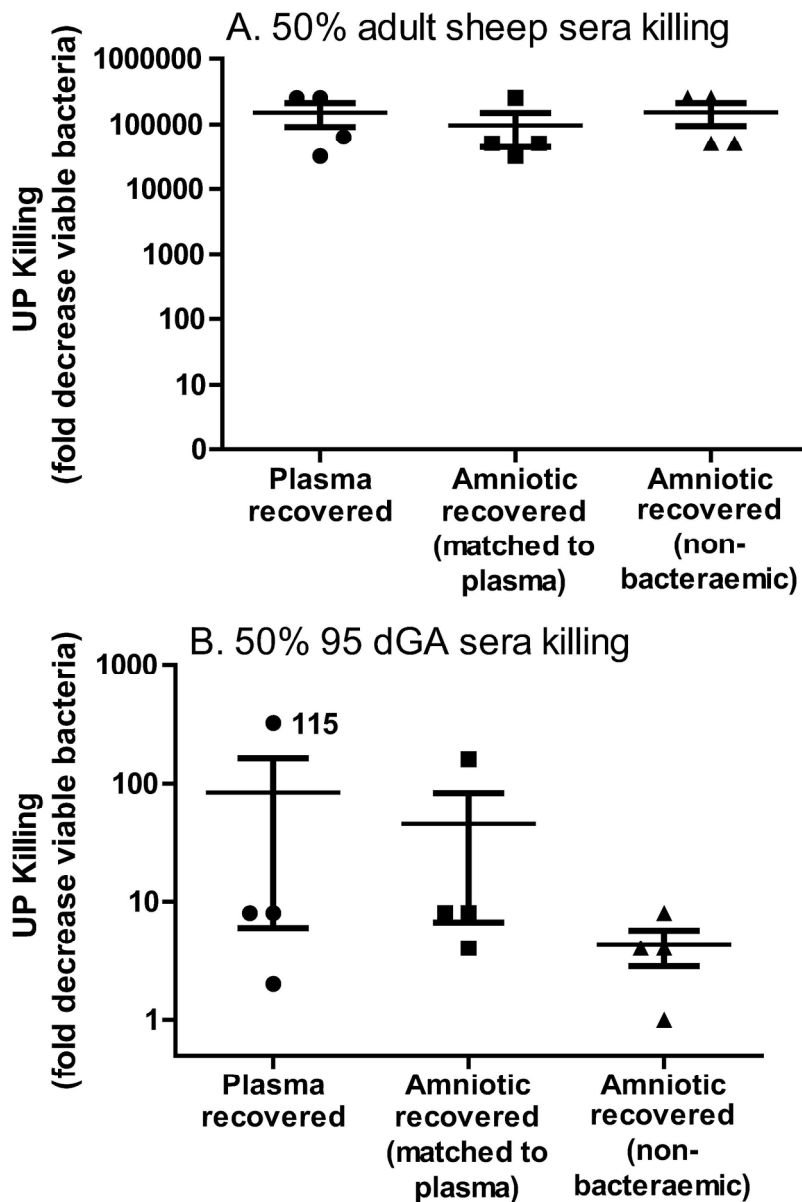 A. 50% adult sheep sera killing
UP Killing
(fold decrease viable bacteria)
1000000
100000
10000
1000
100
10
0
Plasma
recovered
Amniotic
recovered
(matched to
plasma)
Amniotic
recovered
(non-
bacteraemic)
B. 50% 95 dGA sera killing
UP Killing
(fold decrease viable bacteria)
1000
100
10
1
115
Plasma
recovered
Amniotic
recovered
(matched to
plasma)
Amniotic
recovered
(non-
bacteraemic)